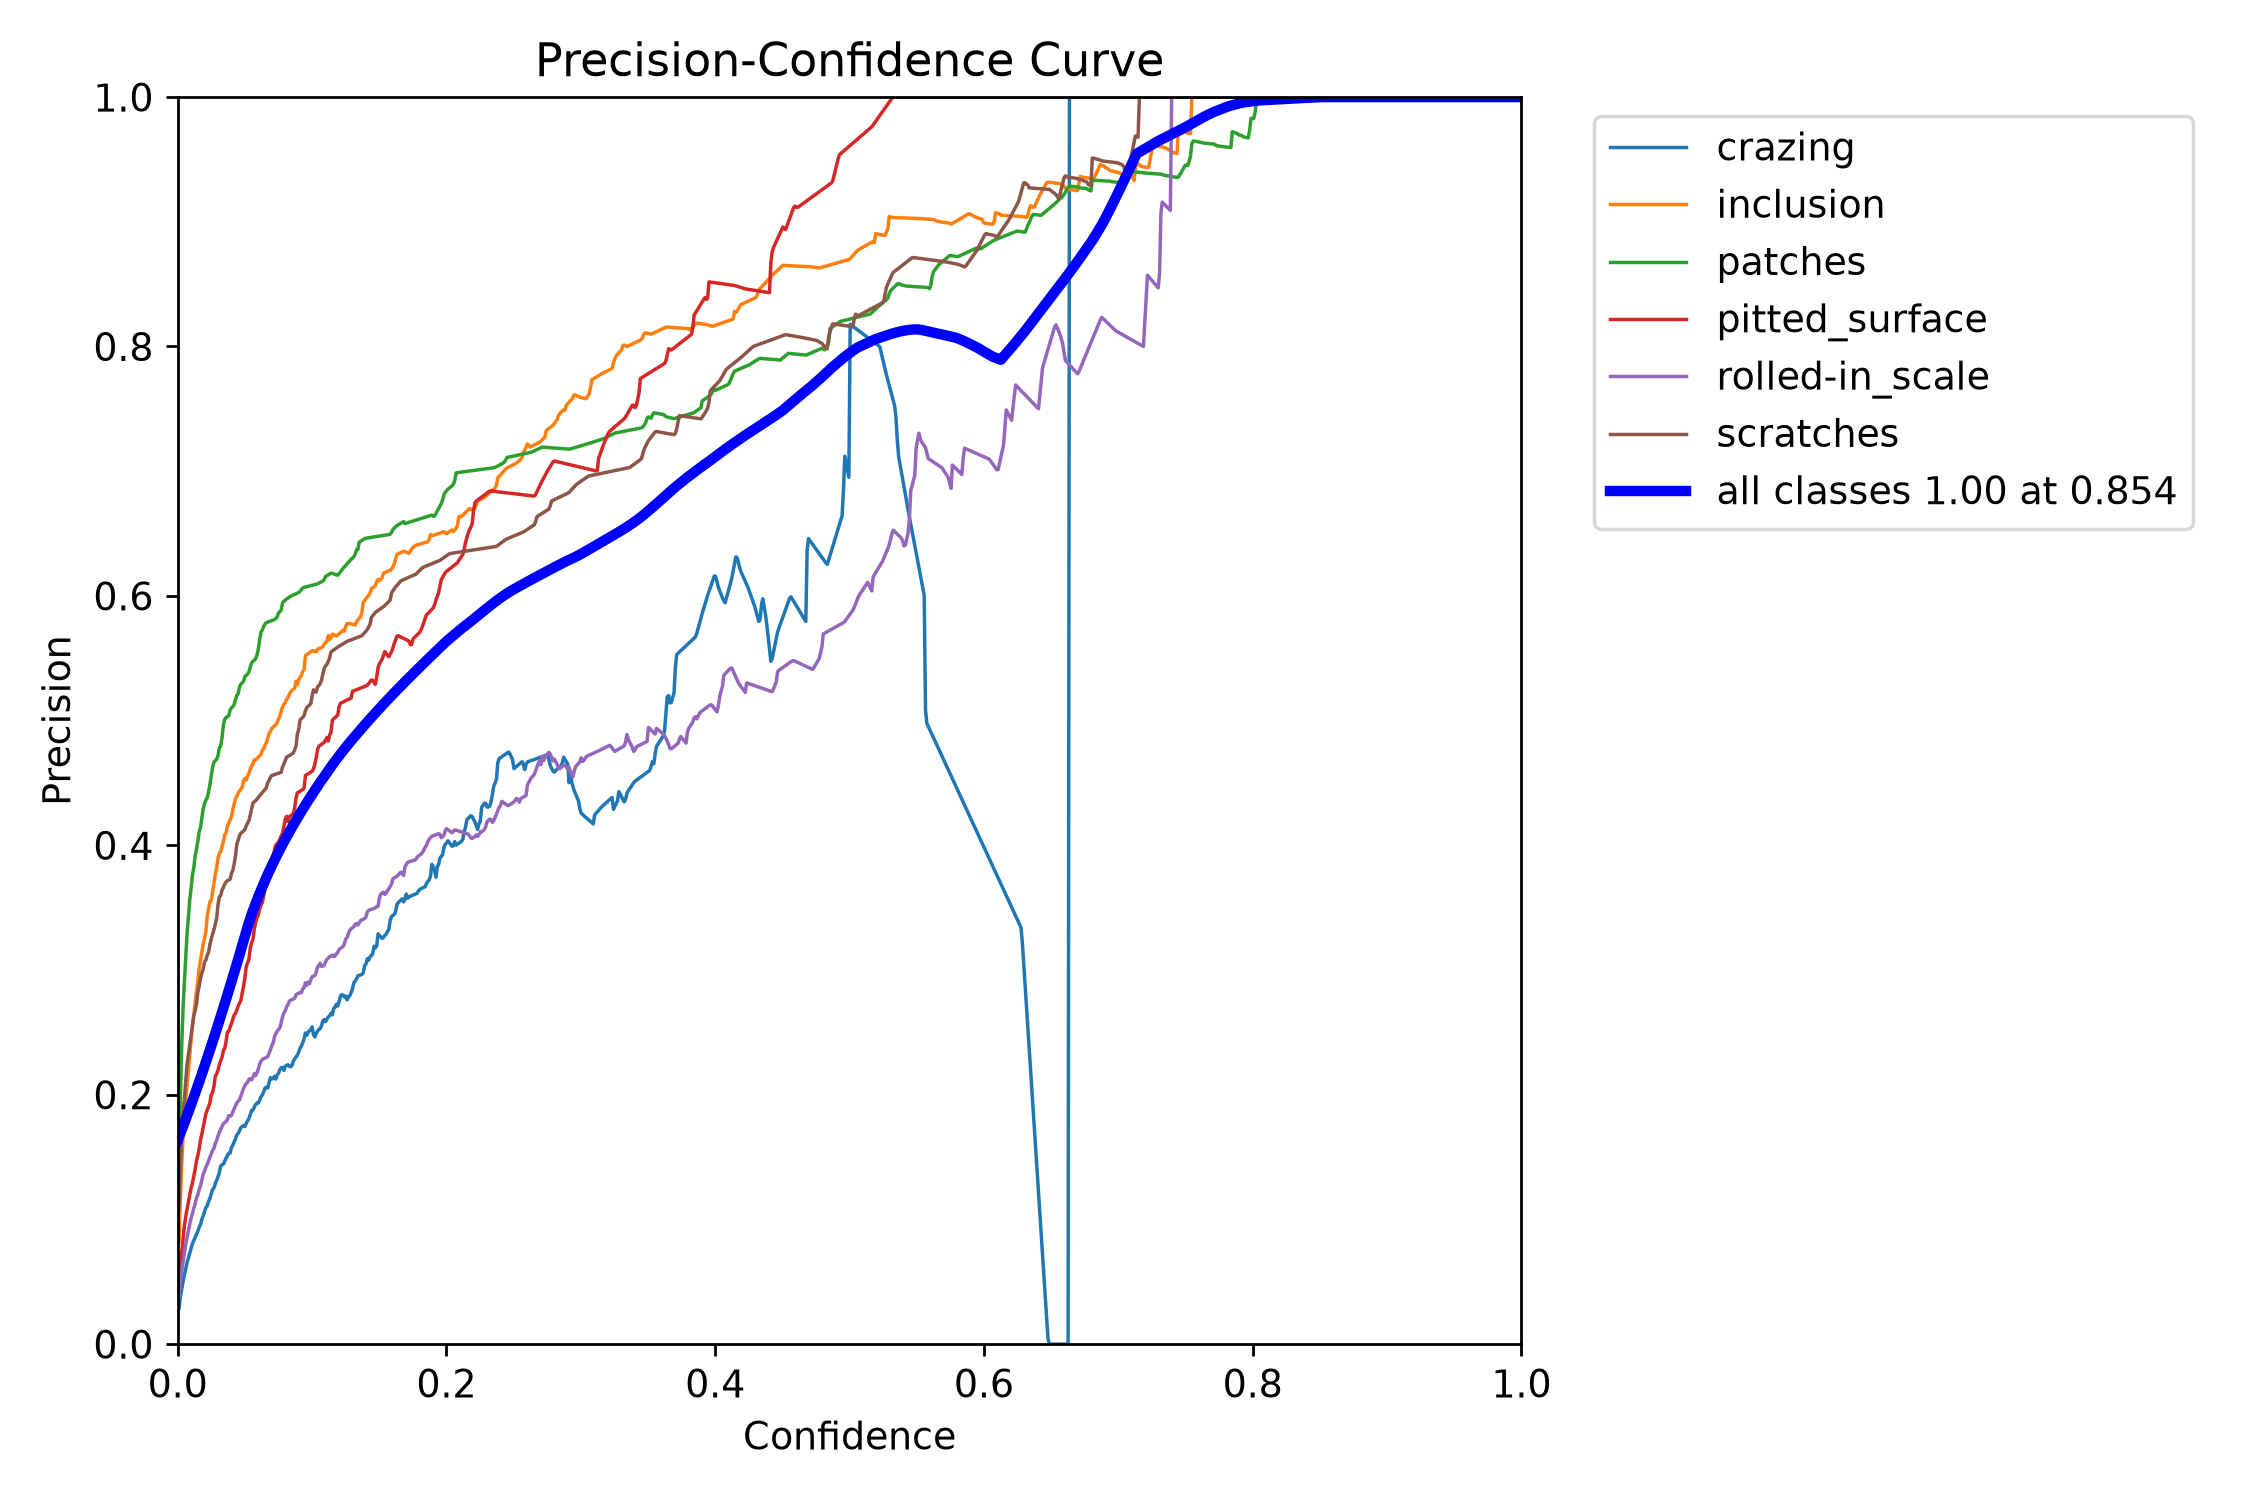 Precision-Confidence Curve
1.0
0.8
0.6
0.4
0.2
0.0
Precision
0.0 0.2 0.4 0.6 0.8 1.0
Confidence
crazing
inclusion
patches
pitted_surface
rolled-in_scale
scratches
all classes 1.00 at 0.854